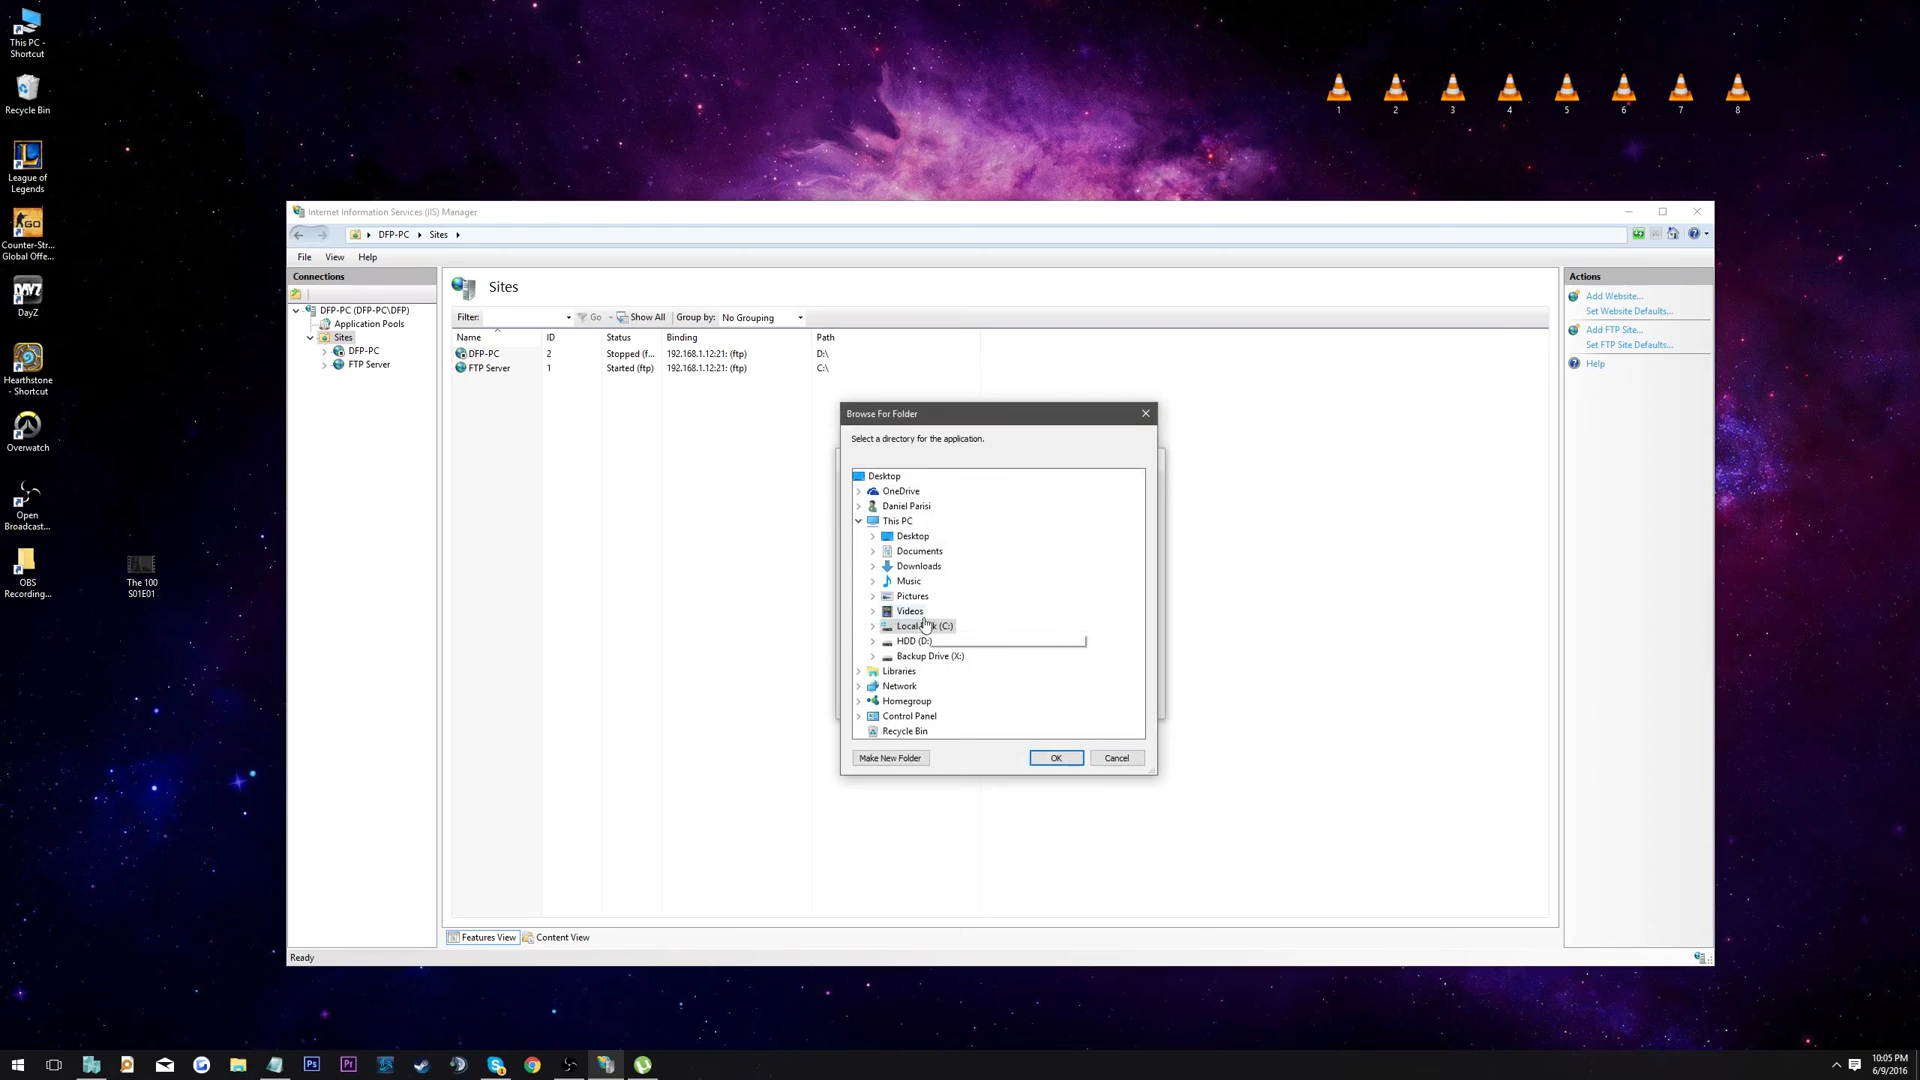 This PC -
Shortcut
Recycle Bin
League of
Legends
Counter-Str...
Global Offe...
DayZ
Hearthstone
- Shortcut
Overwatch
Open
Broadcast...
OBS
Recording...
The 100
S01E01
1 2 3 4 5 6 7 8
Internet Information Services (IIS) Manager
DFP-PC Sites
File View Help
Connections
DFP-PC (DFP-PC\DFP)
Application Pools
Sites
DFP-PC
FTP Server
Sites
Filter: Go Show All Group by: No Grouping
Name ID Status Binding Path
DFP-PC 2 Stopped (f... 192.168.1.12:21: (ftp) D:\
FTP Server 1 Started (ftp) 192.168.1.12:21: (ftp) C:\
Browse For Folder
Select a directory for the application.
Desktop
OneDrive
Daniel Parisi
This PC
Desktop
Documents
Downloads
Music
Pictures
Videos
(C:)
HDD (D:)
Backup Drive (X:)
Libraries
Network
Homegroup
Control Panel
Recycle Bin
Make New Folder OK Cancel
Actions
Add Website...
Set Website Defaults...
Add FTP Site...
Set FTP Site Defaults...
Help
Features View Content View
Ready
Ps Pr
10:05 PM
6/9/2016